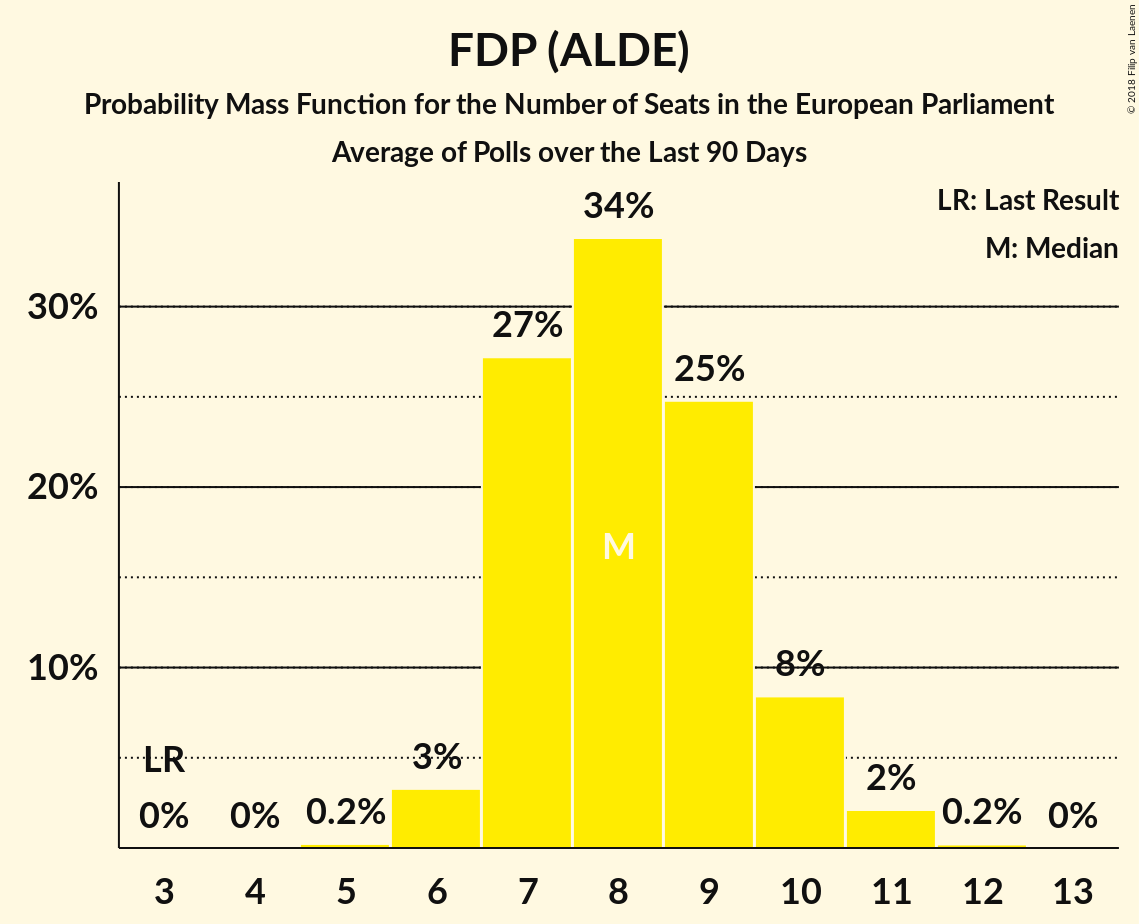 FDP (ALDE)
Probability Mass Function for the Number of Seats in the European Parliament
Average of Polls over the Last 90 Days
© 2018 Filip van Laenen
LR: Last Result
M: Median
34%
30%
27%
25%
20%
M
10%
8%
LR
3%
2%
0%
0%
0.2%
0.2%
0%
3 4 5 6 7 8 9 10 11 12 13